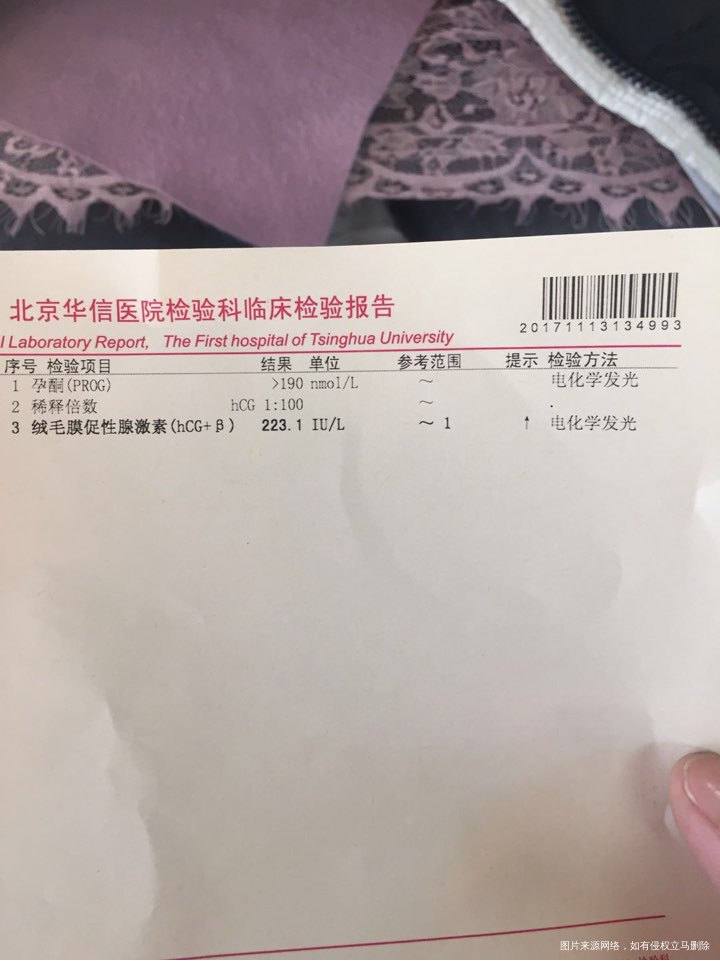 北京华信医院检验科临床检验报告
l Laboratory Report, The First hospital of Tsinghua University
20171113134993
序号 检验项目 结果 单位 参考范围 提示 检验方法
1 孕酮(PROG) >190 nmol/L ～ 电化学发光
2 稀释倍数 hCG 1:100 ～ .
3 绒毛膜促性腺激素(hCG+β) 223.1 IU/L ～ 1 ↑ 电化学发光
图片来源网络，如有侵权立马删除